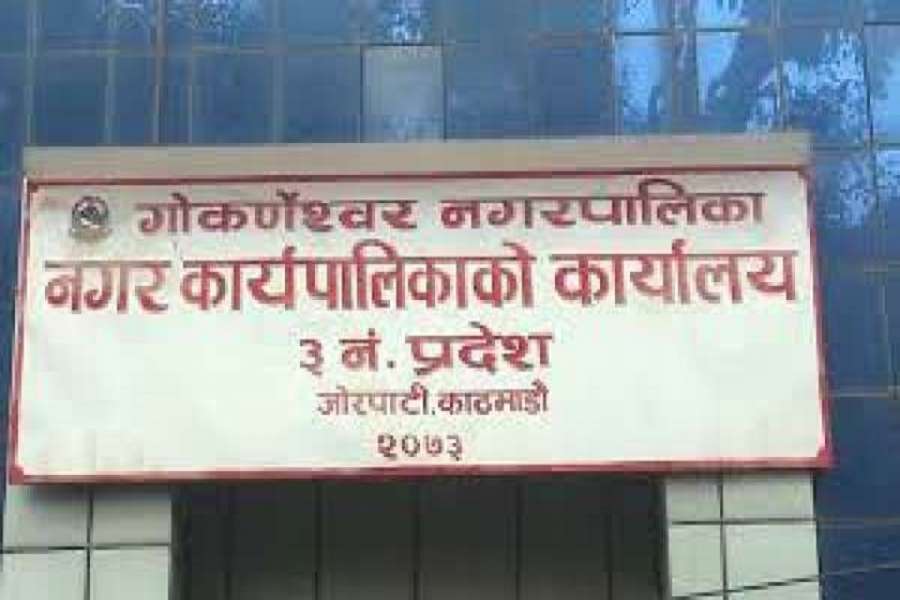 गोकर्णेश्वर नगरपालिका
नगर कार्यपालिकाको कार्यालय
३ नं. प्रदेश
जोरपाटी, काठमाडौं
२०७३